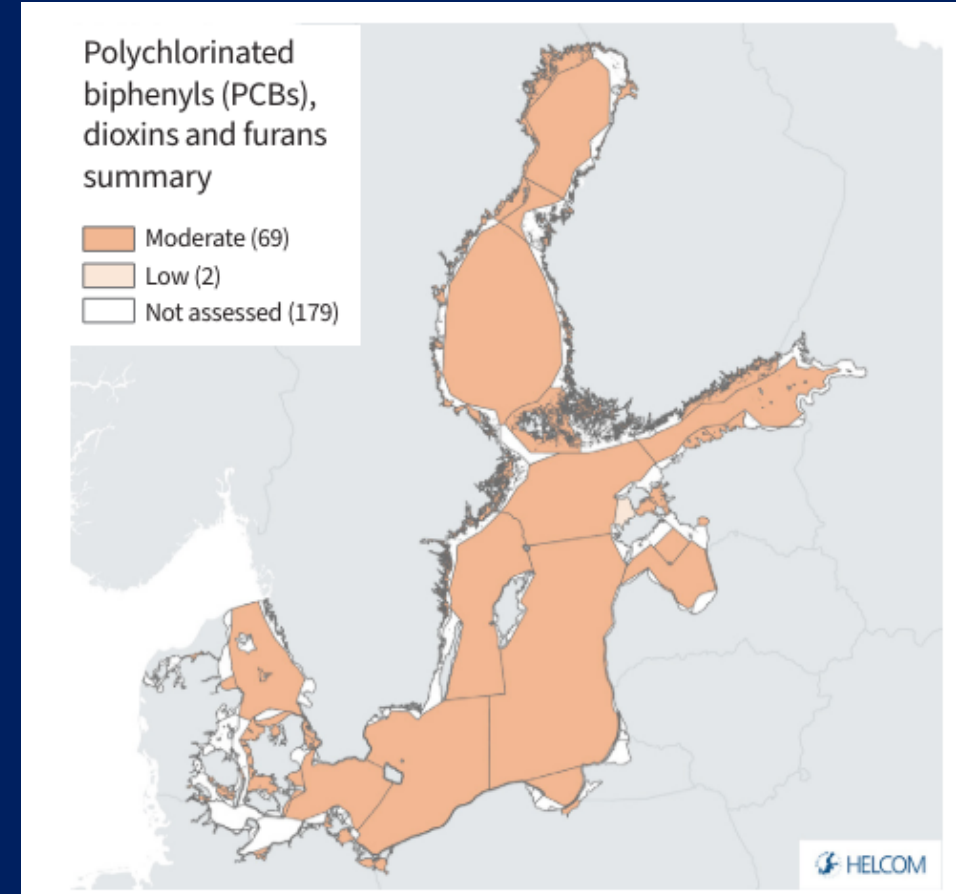 Polychlorinated
biphenyls (PCBs),
dioxins and furans
summary
Moderate (69)
Low (2)
Not assessed (179)
HELCOM